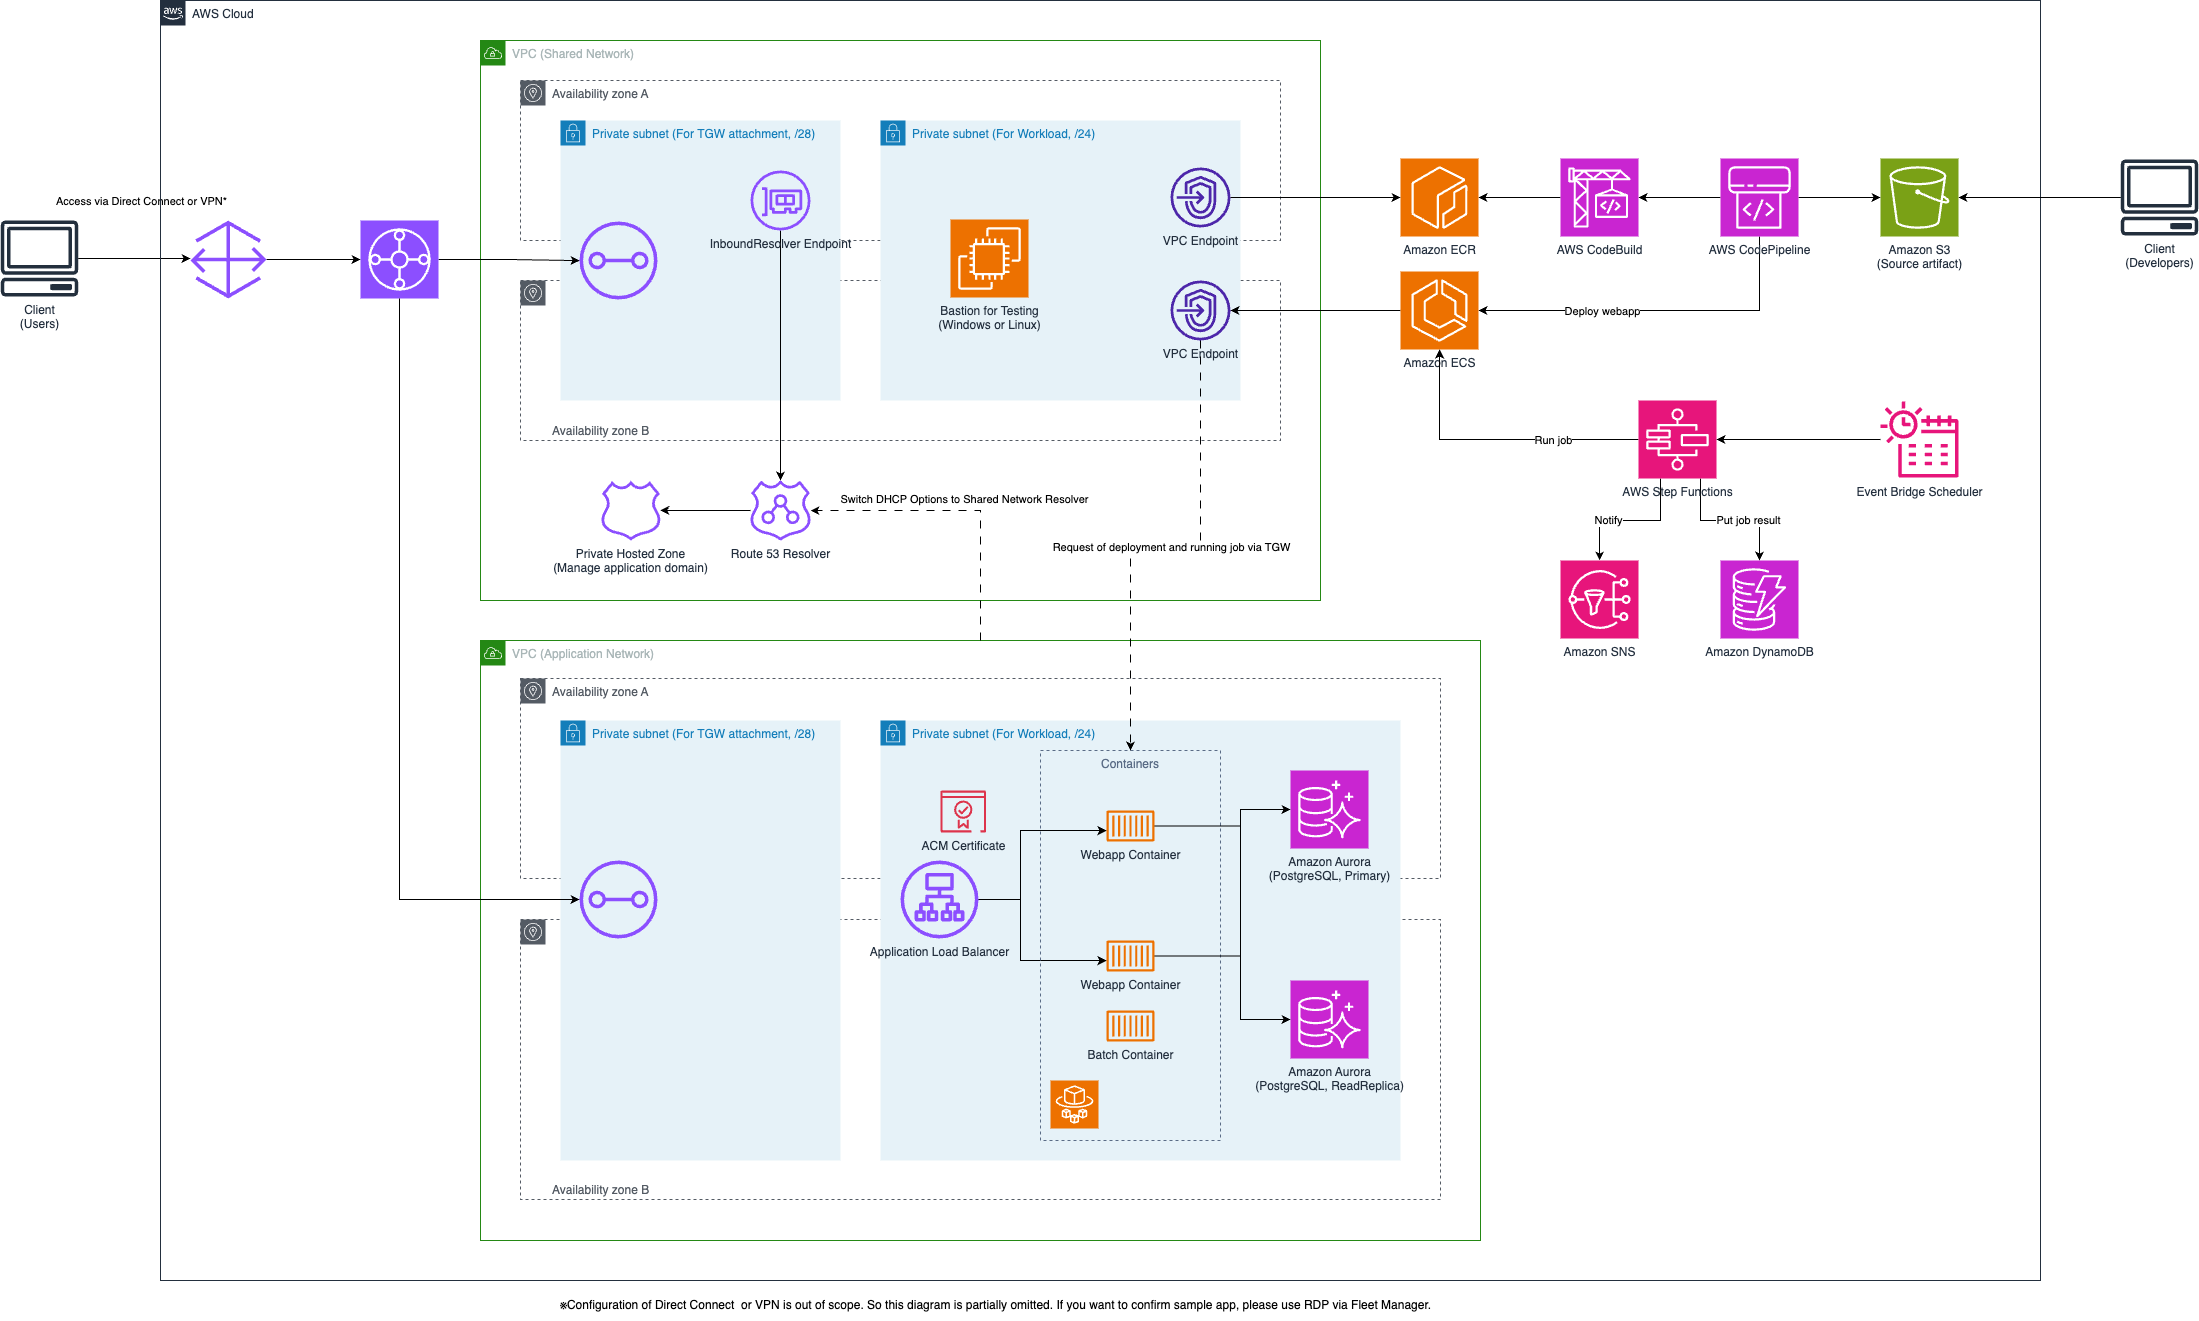 aws
AWS Cloud
VPC (Shared Network)
Availability zone A
Private subnet (For TGW attachment, /28)
Private subnet (For Workload, /24)
Access via Direct Connect or VPN*
Client
(Users)
InboundResolver Endpoint
VPC Endpoint
Bastion for Testing
(Windows or Linux)
VPC Endpoint
Availability zone B
Amazon ECR
AWS CodeBuild
AWS CodePipeline
Amazon S3
(Source artifact)
Client
(Developers)
Deploy webapp
Amazon ECS
Run job
AWS Step Functions
Event Bridge Scheduler
Notify
Put job result
Amazon SNS
Amazon DynamoDB
Switch DHCP Options to Shared Network Resolver
Private Hosted Zone
(Manage application domain)
Route 53 Resolver
Request of deployment and running job via TGW
VPC (Application Network)
Availability zone A
Private subnet (For TGW attachment, /28)
Private subnet (For Workload, /24)
Containers
ACM Certificate
Webapp Container
Amazon Aurora
(PostgreSQL, Primary)
Application Load Balancer
Webapp Container
Batch Container
Amazon Aurora
(PostgreSQL, ReadReplica)
Availability zone B
※Configuration of Direct Connect  or VPN is out of scope. So this diagram is partially omitted. If you want to confirm sample app, please use RDP via Fleet Manager.